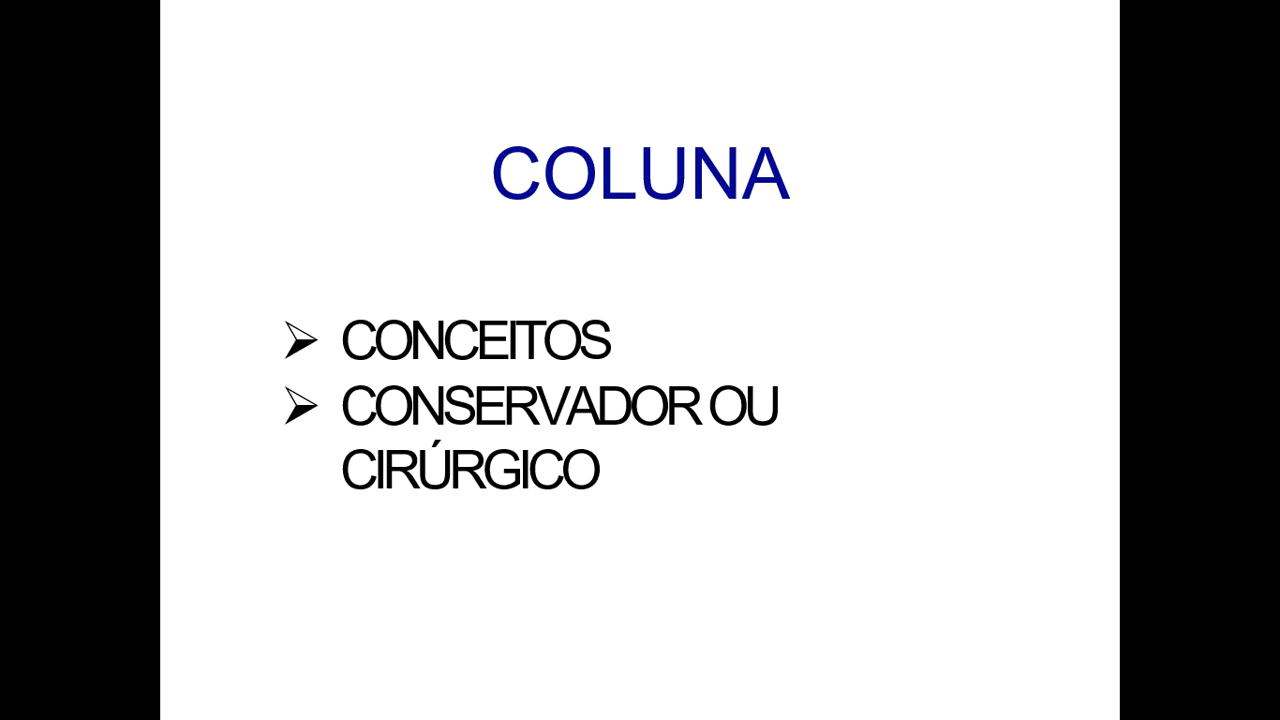 COLUNA
➢ CONCEITOS
➢ CONSERVADOR OU
CIRÚRGICO